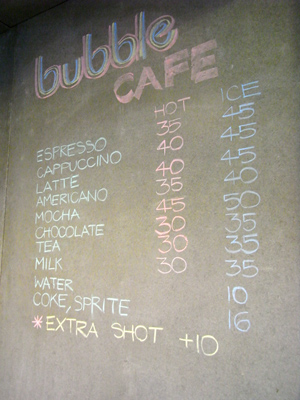 bubble
CAFE
HOT ICE
ESPRESSO 35 45
CAPPUCCINO 40 45
LATTE 40 45
AMERICANO 35 40
MOCHA 45 50
CHOCOLATE 30 35
TEA 30 35
MILK 30 35
WATER 10
COKE, SPRITE 16
*EXTRA SHOT +10